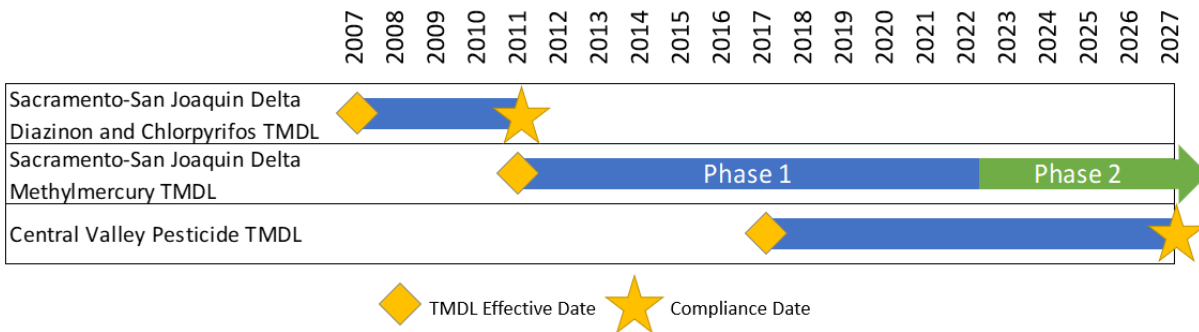 2007 2008 2009 2010 2011 2012 2013 2014 2015 2016 2017 2018 2019 2020 2021 2022 2023 2024 2025 2026 2027
Sacramento-San Joaquin Delta
Diazinon and Chlorpyrifos TMDL
Sacramento-San Joaquin Delta
Methylmercury TMDL
Phase 1 Phase 2
Central Valley Pesticide TMDL
TMDL Effective Date Compliance Date